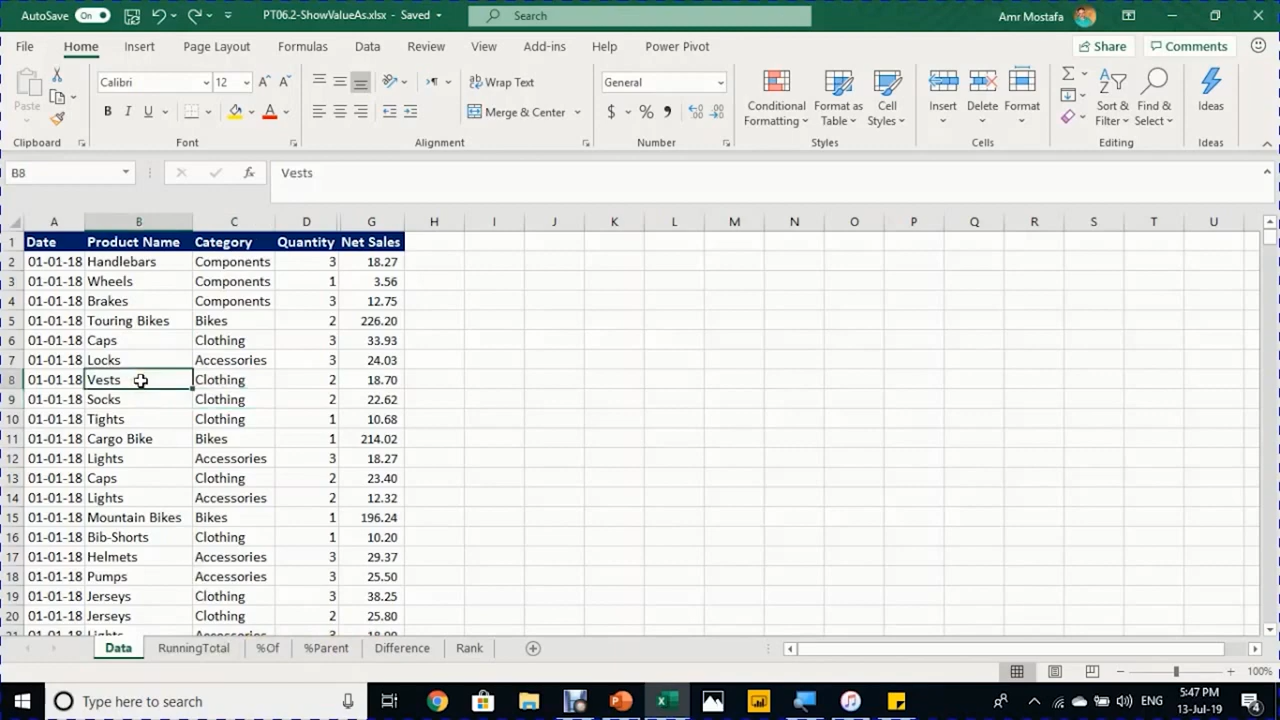 AutoSave On PT06.2-ShowValueAs.xlsx - Saved Search Amr Mostafa
File Home Insert Page Layout Formulas Data Review View Add-ins Help Power Pivot Share Comments
Paste Calibri 12 Wrap Text General Conditional Formatting Format as Table Cell Styles Insert Delete Format Sort & Filter Find & Select Ideas
B I U A Merge & Center $ % ,
Clipboard Font Alignment Number Styles Cells Editing Ideas
B8 fx Vests
A B C D G H I J K L M N O P Q R S T U
1 Date Product Name Category Quantity Net Sales
2 01-01-18 Handlebars Components 3 18.27
3 01-01-18 Wheels Components 1 3.56
4 01-01-18 Brakes Components 3 12.75
5 01-01-18 Touring Bikes Bikes 2 226.20
6 01-01-18 Caps Clothing 3 33.93
7 01-01-18 Locks Accessories 3 24.03
8 01-01-18 Vests Clothing 2 18.70
9 01-01-18 Socks Clothing 2 22.62
10 01-01-18 Tights Clothing 1 10.68
11 01-01-18 Cargo Bike Bikes 1 214.02
12 01-01-18 Lights Accessories 3 18.27
13 01-01-18 Caps Clothing 2 23.40
14 01-01-18 Lights Accessories 2 12.32
15 01-01-18 Mountain Bikes Bikes 1 196.24
16 01-01-18 Bib-Shorts Clothing 1 10.20
17 01-01-18 Helmets Accessories 3 29.37
18 01-01-18 Pumps Accessories 3 25.50
19 01-01-18 Jerseys Clothing 3 38.25
20 01-01-18 Jerseys Clothing 2 25.80
Data RunningTotal %Of %Parent Difference Rank
100%
Type here to search ENG 5:47 PM
13-Jul-19 4